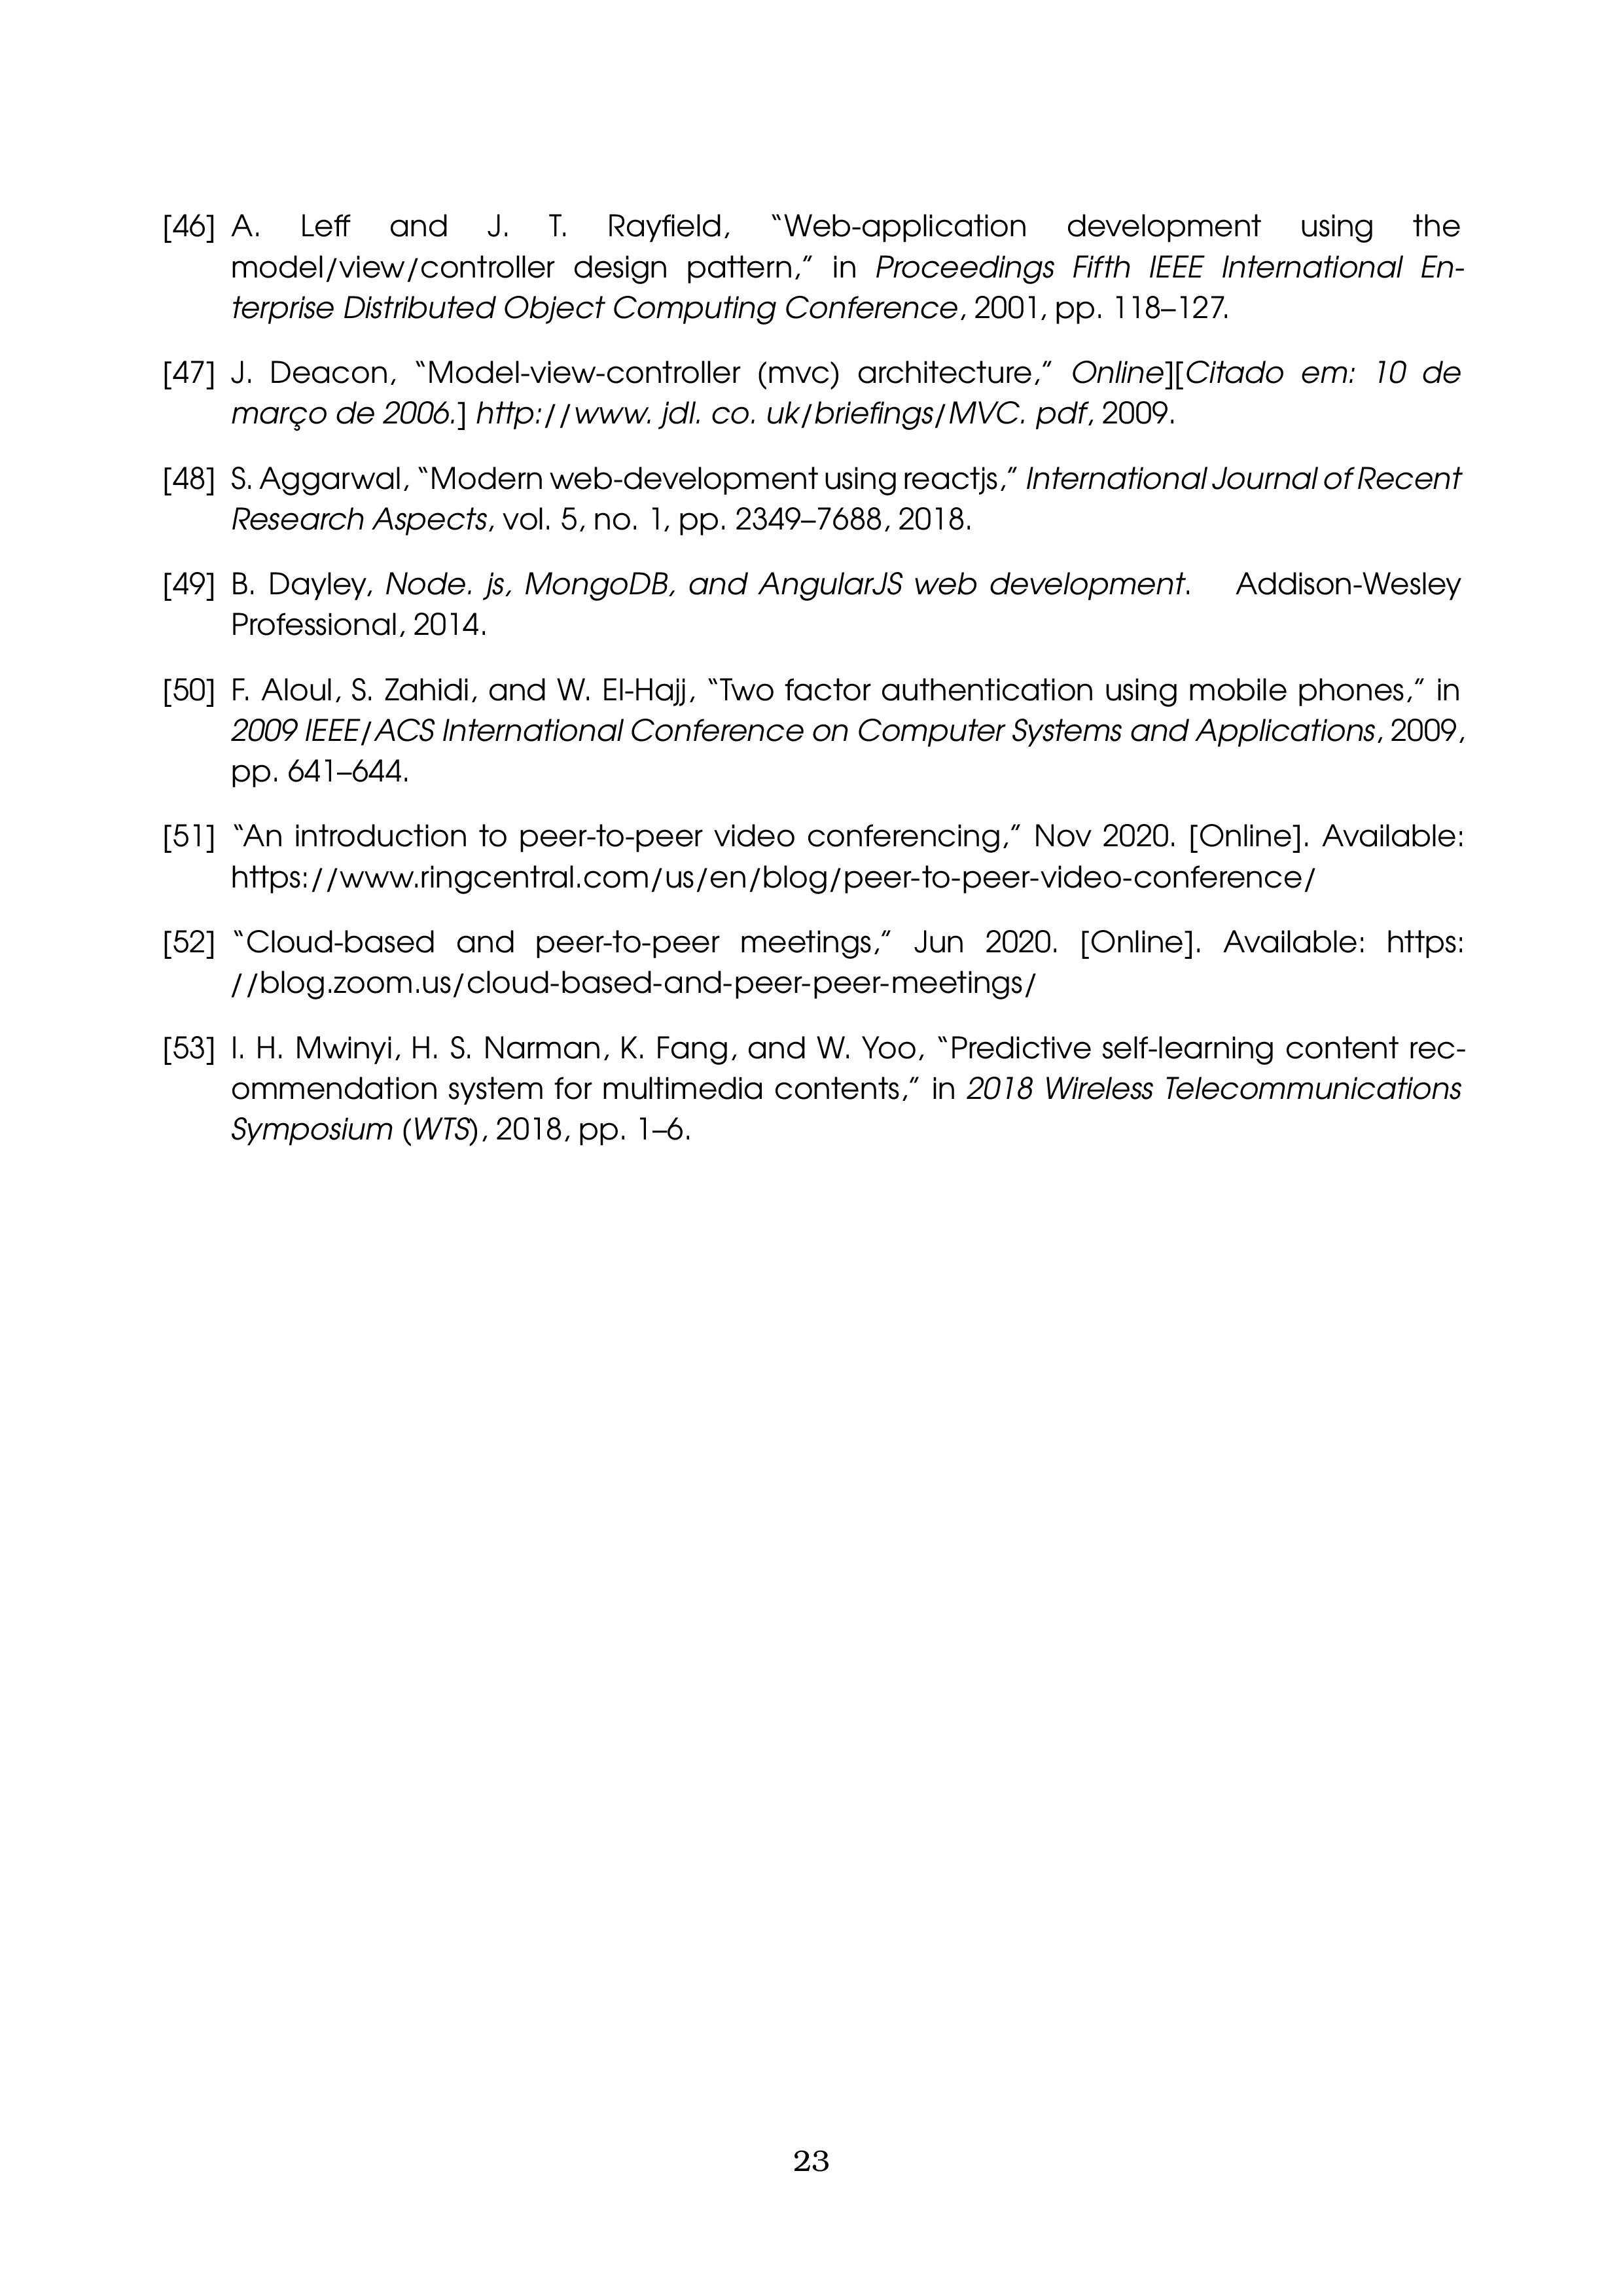 [46] A. Leff and J. T. Rayfield, “Web-application development using the
model/view/controller design pattern,” in Proceedings Fifth IEEE International En-
terprise Distributed Object Computing Conference, 2001, pp. 118–127.
[47] J. Deacon, “Model-view-controller (mvc) architecture,” Online][Citado em: 10 de
março de 2006.] http://www. jdl. co. uk/briefings/MVC. pdf, 2009.
[48] S. Aggarwal, “Modern web-development using reactjs,” International Journal of Recent
Research Aspects, vol. 5, no. 1, pp. 2349–7688, 2018.
[49] B. Dayley, Node. js, MongoDB, and AngularJS web development. Addison-Wesley
Professional, 2014.
[50] F. Aloul, S. Zahidi, and W. El-Hajj, “Two factor authentication using mobile phones,” in
2009 IEEE/ACS International Conference on Computer Systems and Applications, 2009,
pp. 641–644.
[51] “An introduction to peer-to-peer video conferencing,” Nov 2020. [Online]. Available:
https://www.ringcentral.com/us/en/blog/peer-to-peer-video-conference/
[52] “Cloud-based and peer-to-peer meetings,” Jun 2020. [Online]. Available: https:
//blog.zoom.us/cloud-based-and-peer-peer-meetings/
[53] I. H. Mwinyi, H. S. Narman, K. Fang, and W. Yoo, “Predictive self-learning content rec-
ommendation system for multimedia contents,” in 2018 Wireless Telecommunications
Symposium (WTS), 2018, pp. 1–6.
23